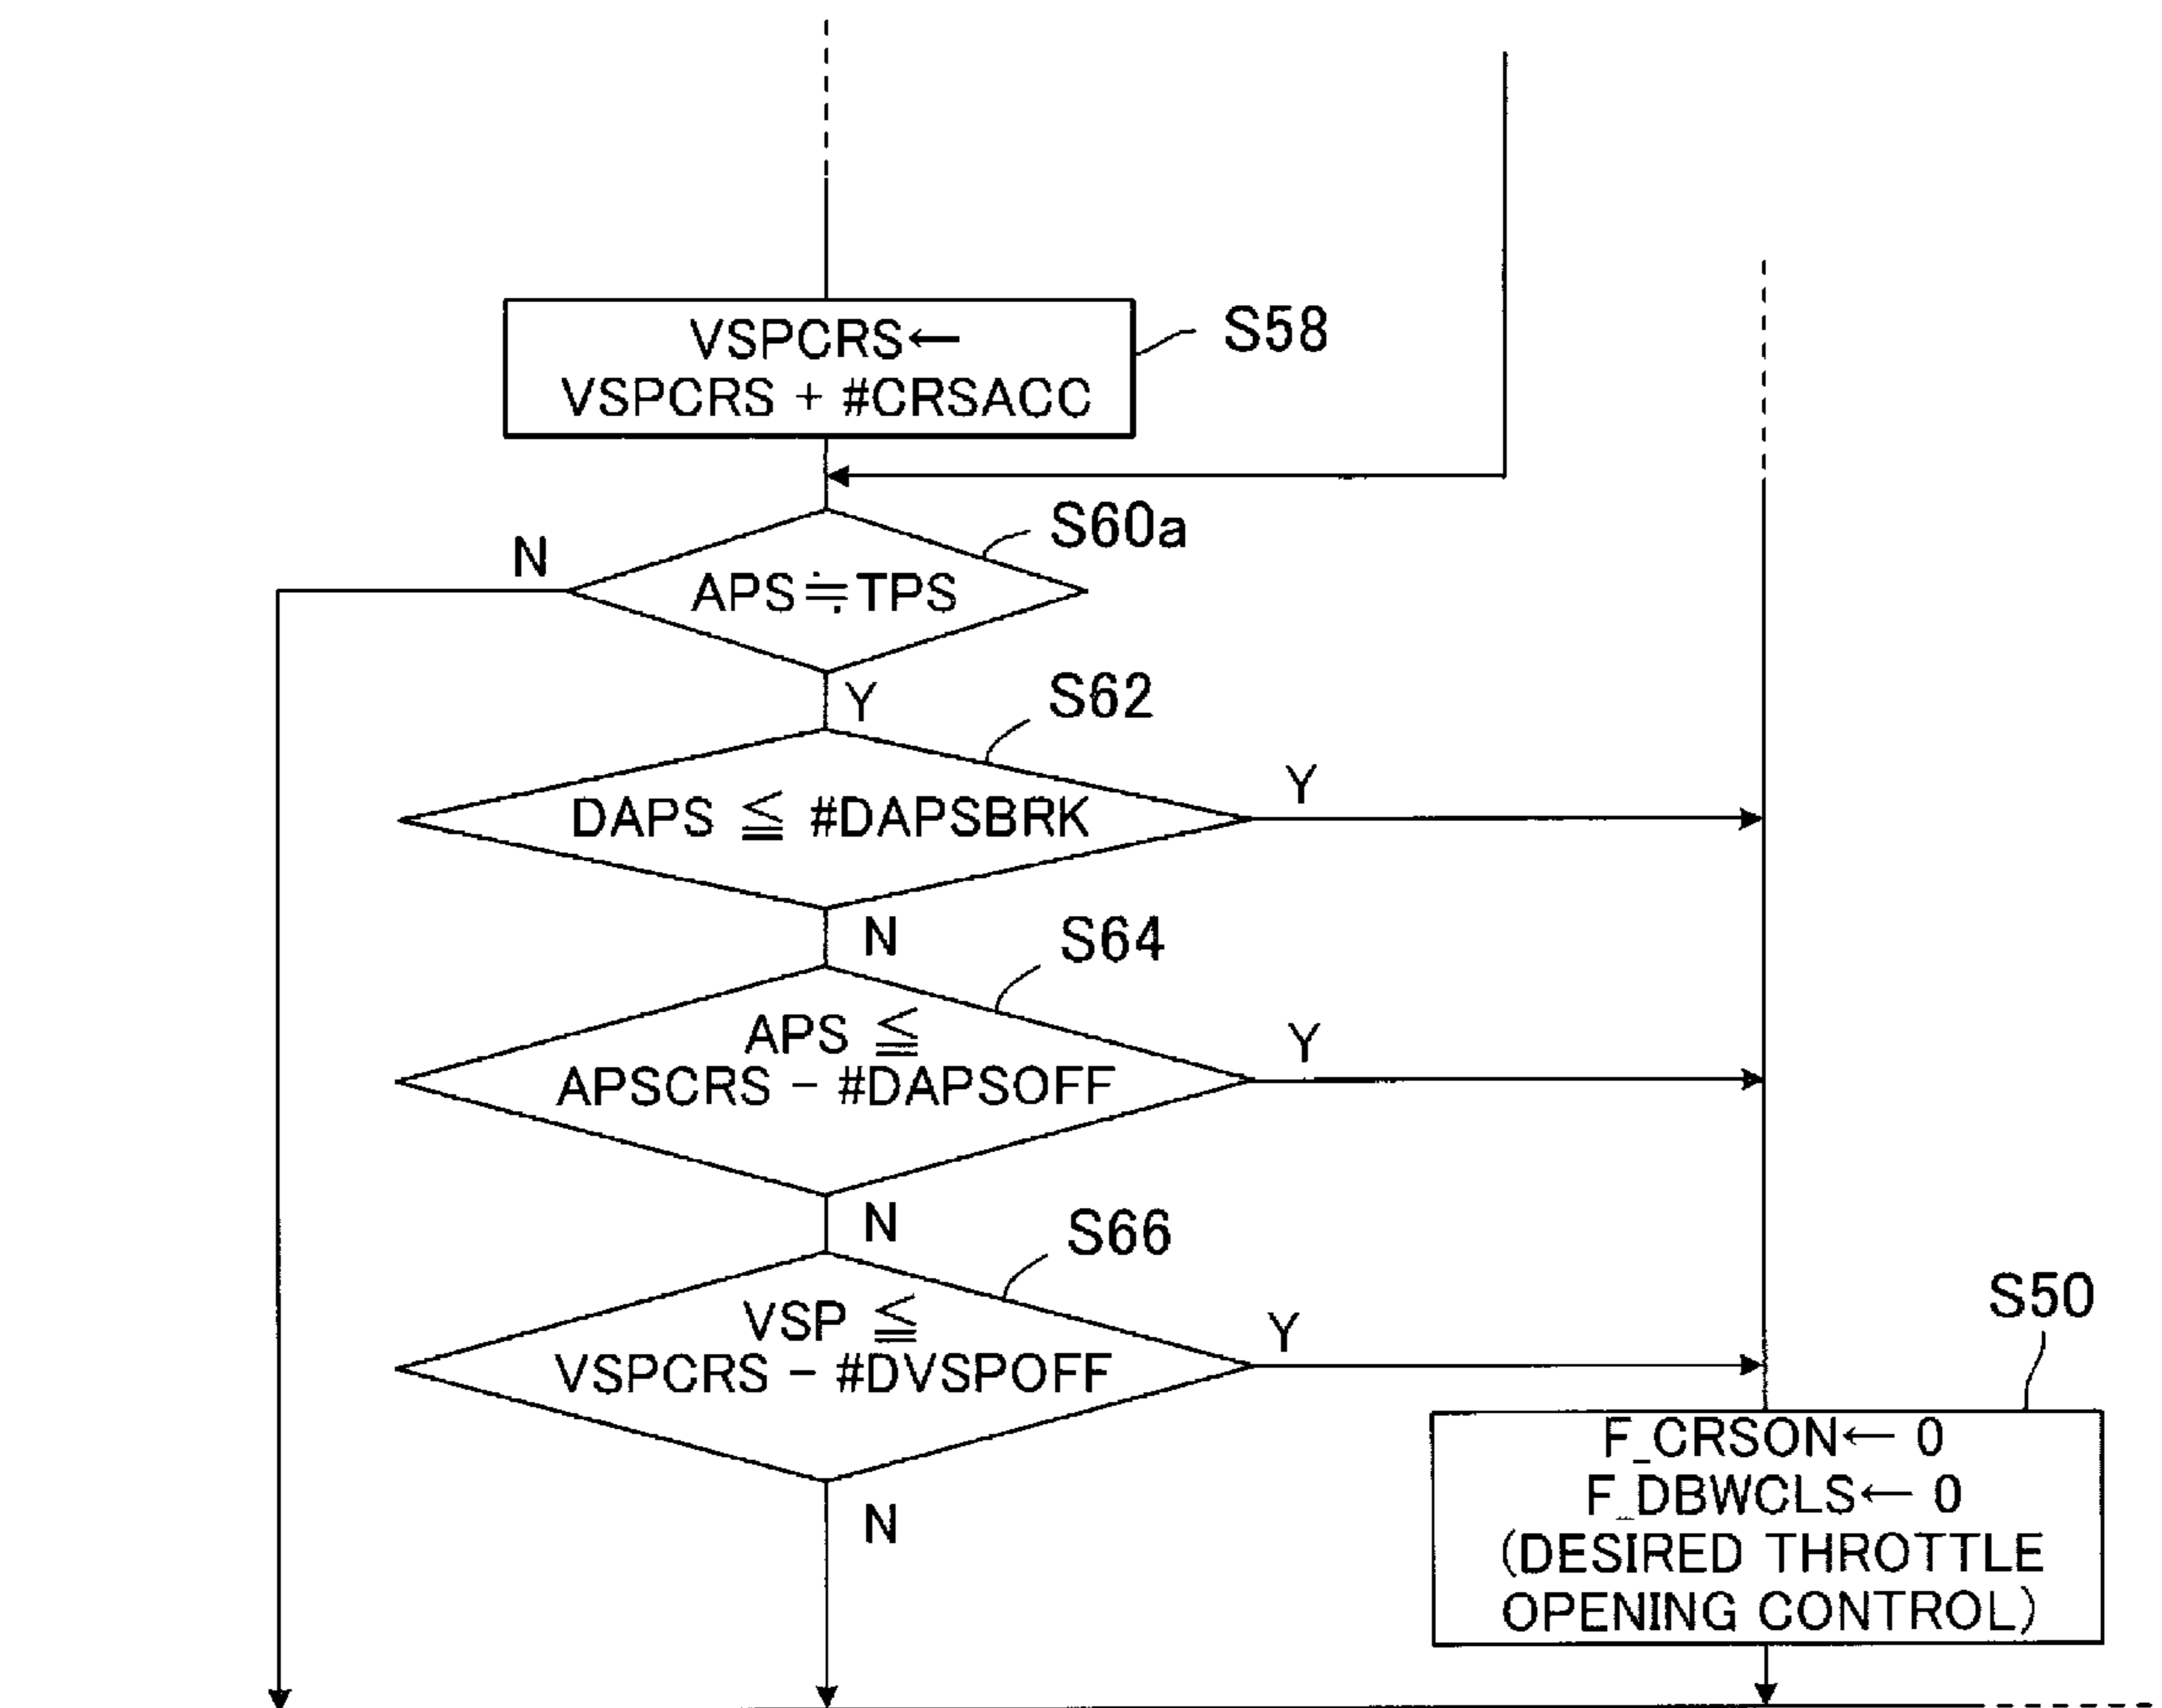 VSPCRS←
VSPCRS + #CRSACC
S58
S60a
N
APS≒TPS
Y
S62
DAPS ≦ #DAPSBRK
Y
N
S64
APS ≦
APSCRS − #DAPSOFF
Y
N
S66
VSP ≦
VSPCRS − #DVSPOFF
Y
N
S50
F_CRSON← 0
F_DBWCLS← 0
(DESIRED THROTTLE
OPENING CONTROL)